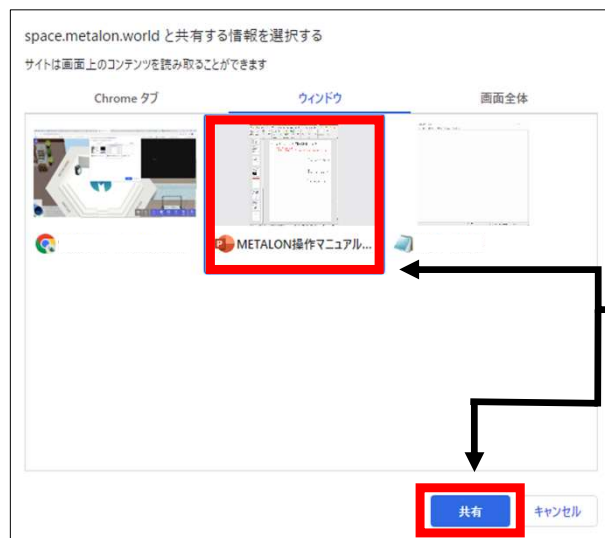 space.metalon.world と共有する情報を選択する
サイトは画面上のコンテンツを読み取ることができます
Chrome タブ
ウィンドウ
画面全体
METALON操作マニュアル...
共有
キャンセル